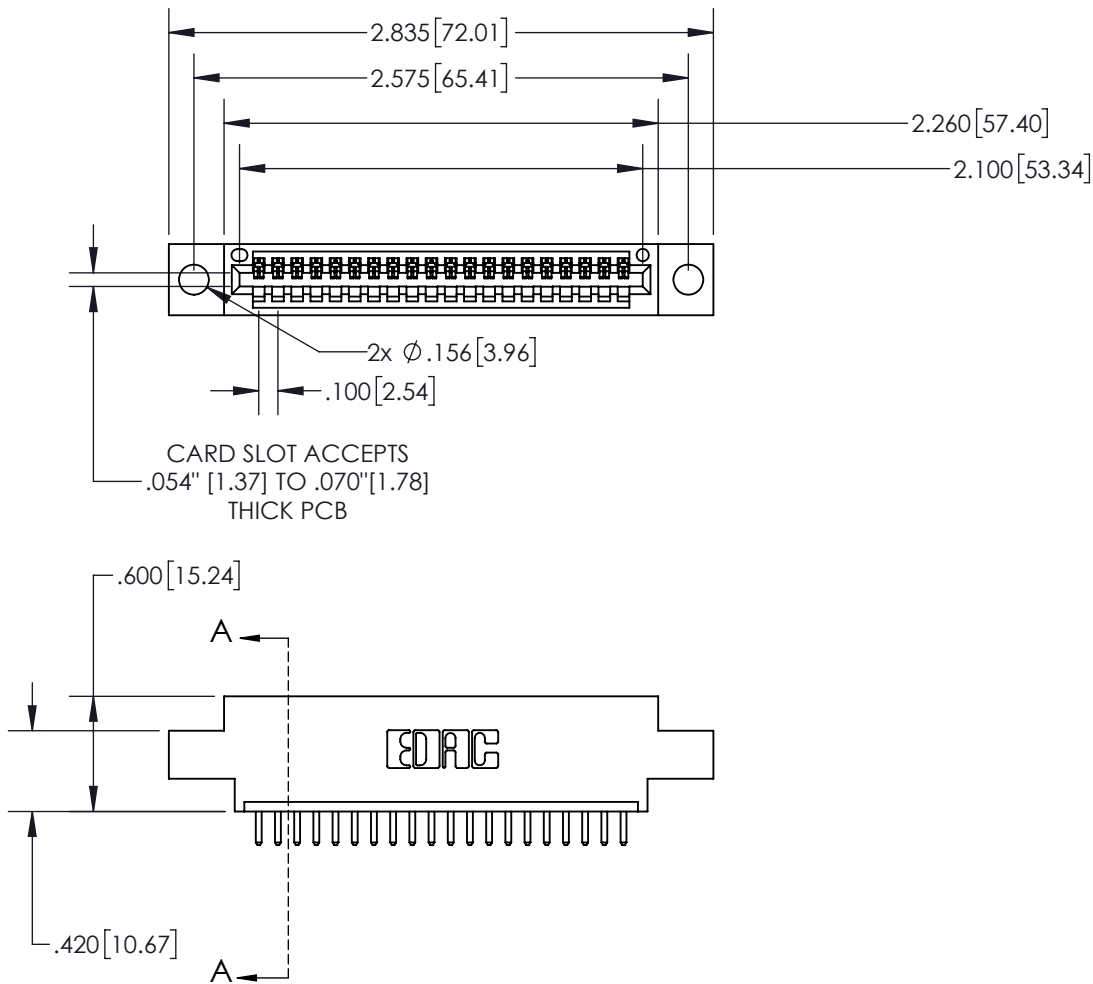 2.835[72.01]
2.575[65.41]
2.260[57.40]
2.100[53.34]
2x ∅.156[3.96]
.100[2.54]
CARD SLOT ACCEPTS
.054" [1.37] TO .070"[1.78]
THICK PCB
.600[15.24]
A
EDAC
.420[10.67]
A